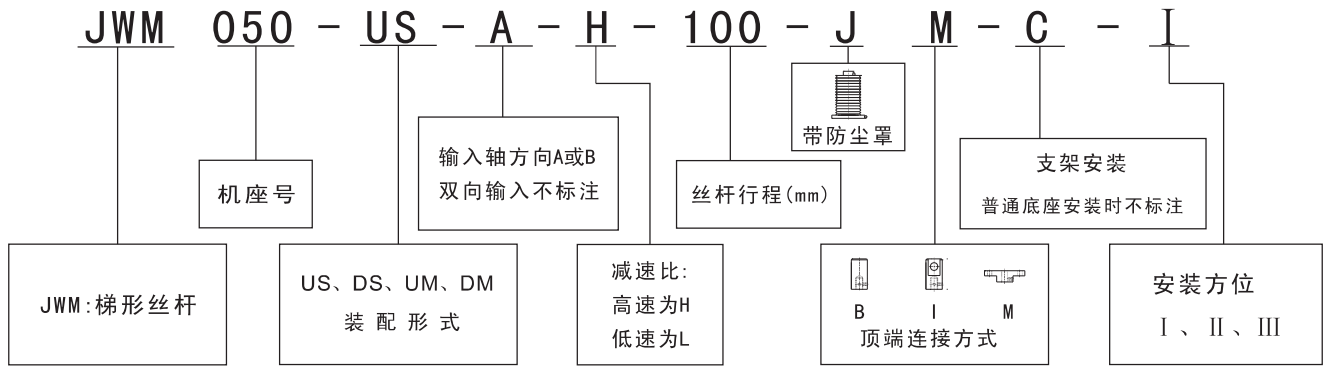 JWM 050-US-A-H-100-J M-C-I
带防尘罩
输入轴方向A或B
双向输入不标注
支架安装
普通底座安装时不标注
机座号
丝杆行程(mm)
JWM:梯形丝杆
US、DS、UM、DM
装配形式
减速比:
高速为H
低速为L
B I M
顶端连接方式
安装方位
Ⅰ、Ⅱ、Ⅲ